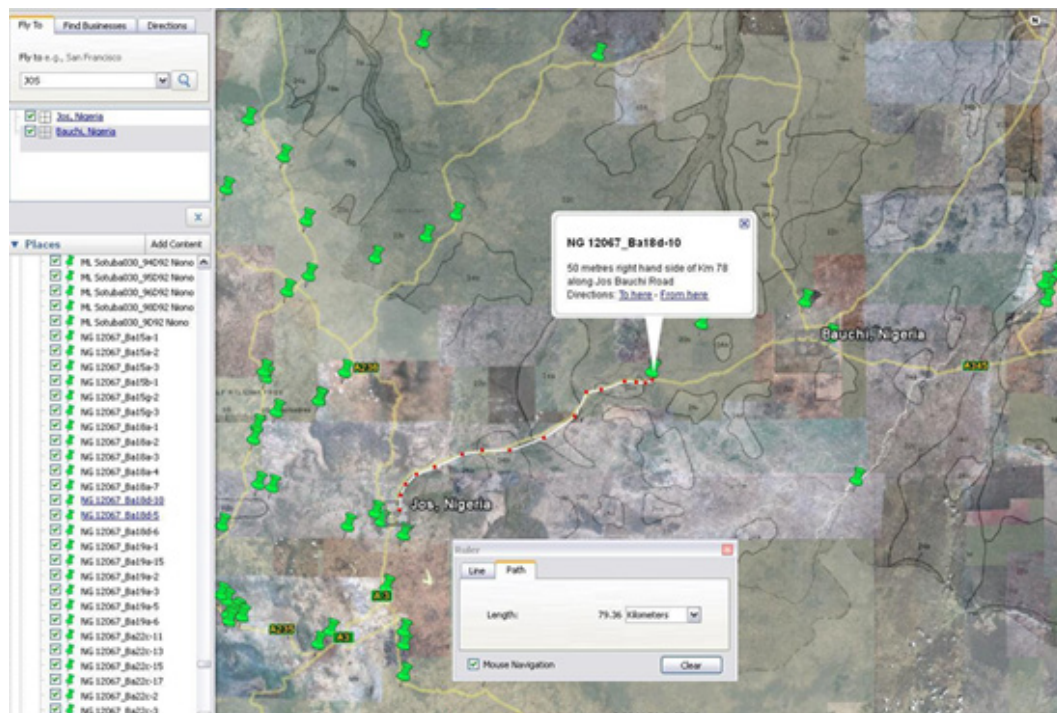 Fly To
Find Businesses
Directions
Fly to e.g., San Francisco
JOS
Jos, Nigeria
Bauchi, Nigeria
Places
Add Content
ML Sotuba030_94D92 Niono
ML Sotuba030_95D92 Niono
ML Sotuba030_96D92 Niono
ML Sotuba030_98D92 Niono
ML Sotuba030_9D92 Niono
NG 12067_Ba15a-1
NG 12067_Ba15a-2
NG 12067_Ba15a-3
NG 12067_Ba15b-1
NG 12067_Ba15g-2
NG 12067_Ba15g-3
NG 12067_Ba18a-1
NG 12067_Ba18a-2
NG 12067_Ba18a-3
NG 12067_Ba18a-4
NG 12067_Ba18a-7
NG 12067_Ba18d-10
NG 12067_Ba18d-5
NG 12067_Ba18d-6
NG 12067_Ba19a-1
NG 12067_Ba19a-15
NG 12067_Ba19a-2
NG 12067_Ba19a-3
NG 12067_Ba19a-5
NG 12067_Ba19a-6
NG 12067_Ba22c-11
NG 12067_Ba22c-13
NG 12067_Ba22c-15
NG 12067_Ba22c-17
NG 12067_Ba22c-2
NG 12067_Ba22c-3
N
NG 12067_Ba18d-10
50 metres right hand side of Km 78
along Jos Bauchi Road
Directions: To here - From here
Bauchi, Nigeria
A345
A236
Jos, Nigeria
A3
A235
A3
Ruler
Line
Path
Length:
79.36
Kilometers
Mouse Navigation
Clear